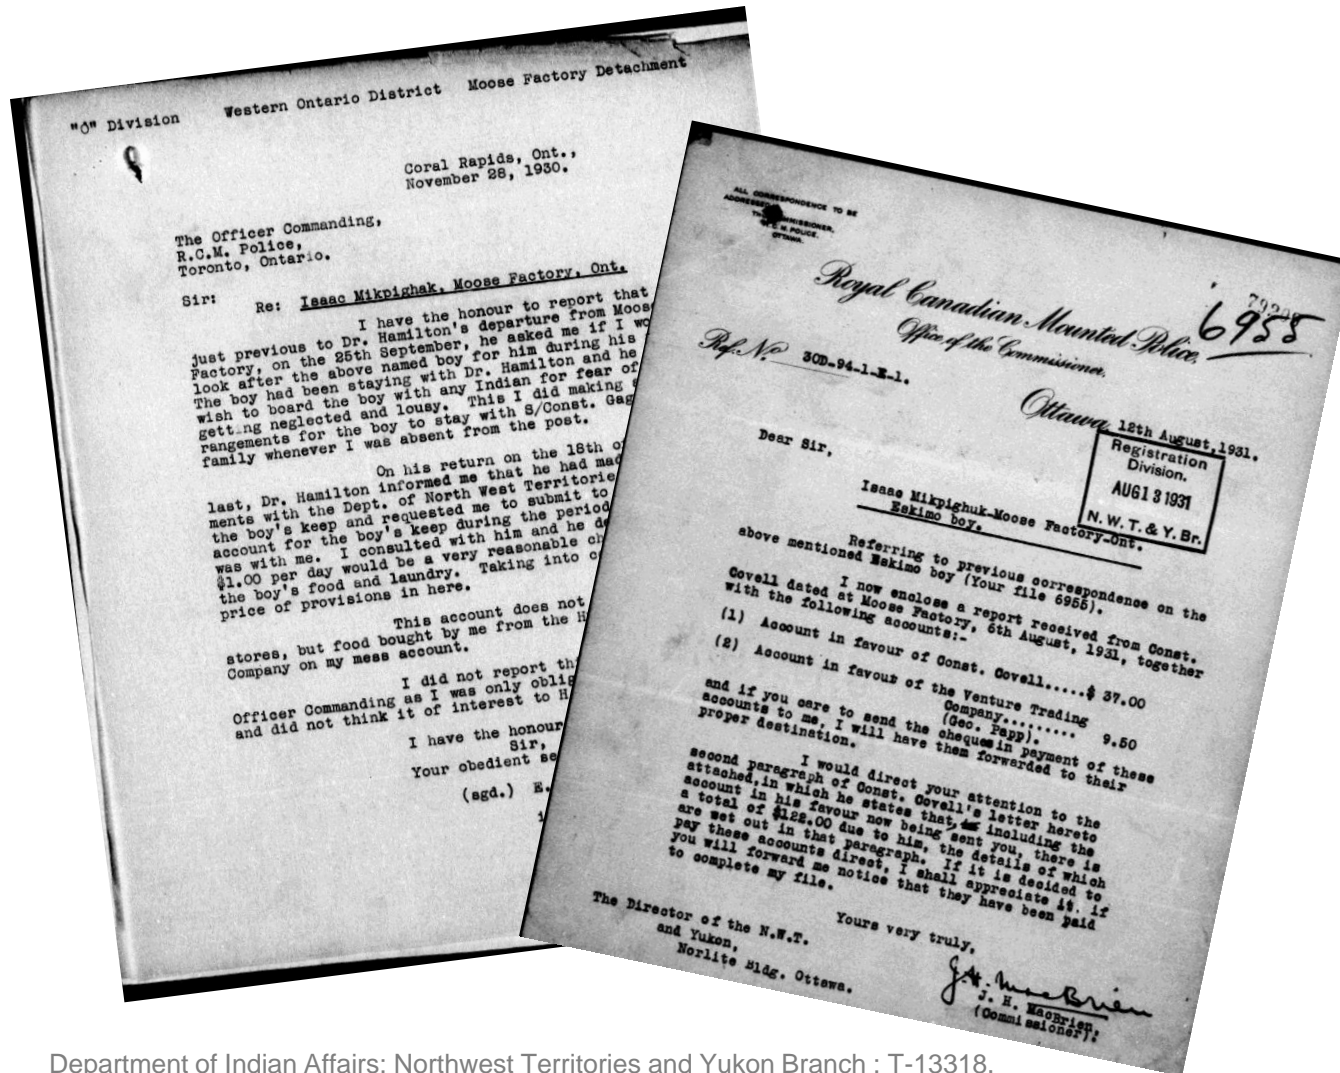 "O" Division Western Ontario District Moose Factory Detachment
Coral Rapids, Ont.,
November 28, 1930.
The Officer Commanding,
R.C.M. Police,
Toronto, Ontario.
Sir:
Re: Isaac Mikpighak, Moose Factory, Ont.
I have the honour to report that
just previous to Dr. Hamilton's departure from Moose
Factory, on the 25th September, he asked me if I wo
look after the above named boy for him during his
The boy had been staying with Dr. Hamilton and he
wish to board the boy with any Indian for fear of
getting neglected and lousy. This I did making
rangements for the boy to stay with S/Const. Gag
family whenever I was absent from the post.
On his return on the 18th of
last, Dr. Hamilton informed me that he had mad
ments with the Dept. of North West Territorie
the boy's keep and requested me to submit to
account for the boy's keep during the period
was with me. I consulted with him and he de
$1.00 per day would be a very reasonable ch
the boy's food and laundry. Taking into c
price of provisions in here.
This account does not
stores, but food bought by me from the H
Company on my mess account.
I did not report th
Officer Commanding as I was only oblig
and did not think it of interest to H
I have the honour
Sir,
Your obedient se
(sgd.) E.
ALL CORRESPONDENCE TO BE
ADDRESSED
COMMISSIONER,
R.C.M. POLICE,
OTTAWA.
Royal Canadian Mounted Police,
6955
Office of the Commissioner,
Ref. No 30D-94-1-E-1.
Ottawa, 12th August, 1931.
Registration
Division.
AUG 13 1931
N.W.T. & Y. Br.
Dear Sir,
Isaac Mikpighuk-Moose Factory-Ont.
Eskimo boy.
Referring to previous correspondence on the
above mentioned Eskimo boy (Your file 6955).
I now enclose a report received from Const.
Covell dated at Moose Factory, 6th August, 1931, together
with the following accounts:-
(1) Account in favour of Const. Covell.....$ 37.00
(2) Account in favour of the Venture Trading
Company......... 9.50
(Geo. Papp).
and if you care to send the cheques in payment of these
accounts to me, I will have them forwarded to their
proper destination.
I would direct your attention to the
second paragraph of Const. Covell's letter hereto
attached, in which he states that, including the
account in his favour now being sent you, there is
a total of $122.00 due to him, the details of which
are set out in that paragraph. If it is decided to
pay these accounts direct, I shall appreciate it if
you will forward me notice that they have been paid
to complete my file.
Yours very truly,
J.H. MacBrien
J. H. MacBrien,
(Commissioner).
The Director of the N.W.T.
and Yukon,
Norlite Bldg. Ottawa.
Department of Indian Affairs: Northwest Territories and Yukon Branch : T-13318.